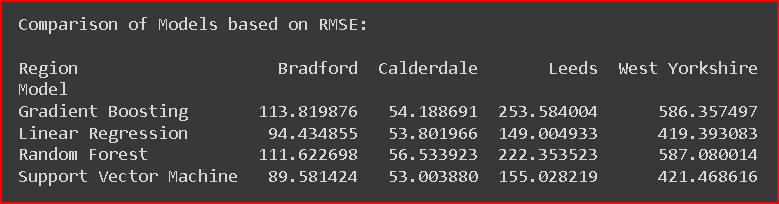 Comparison of Models based on RMSE:
Region Bradford Calderdale Leeds West Yorkshire
Model
Gradient Boosting 113.819876 54.188691 253.584004 586.357497
Linear Regression 94.434855 53.801966 149.004933 419.393083
Random Forest 111.622698 56.533923 222.353523 587.080014
Support Vector Machine 89.581424 53.003880 155.028219 421.468616